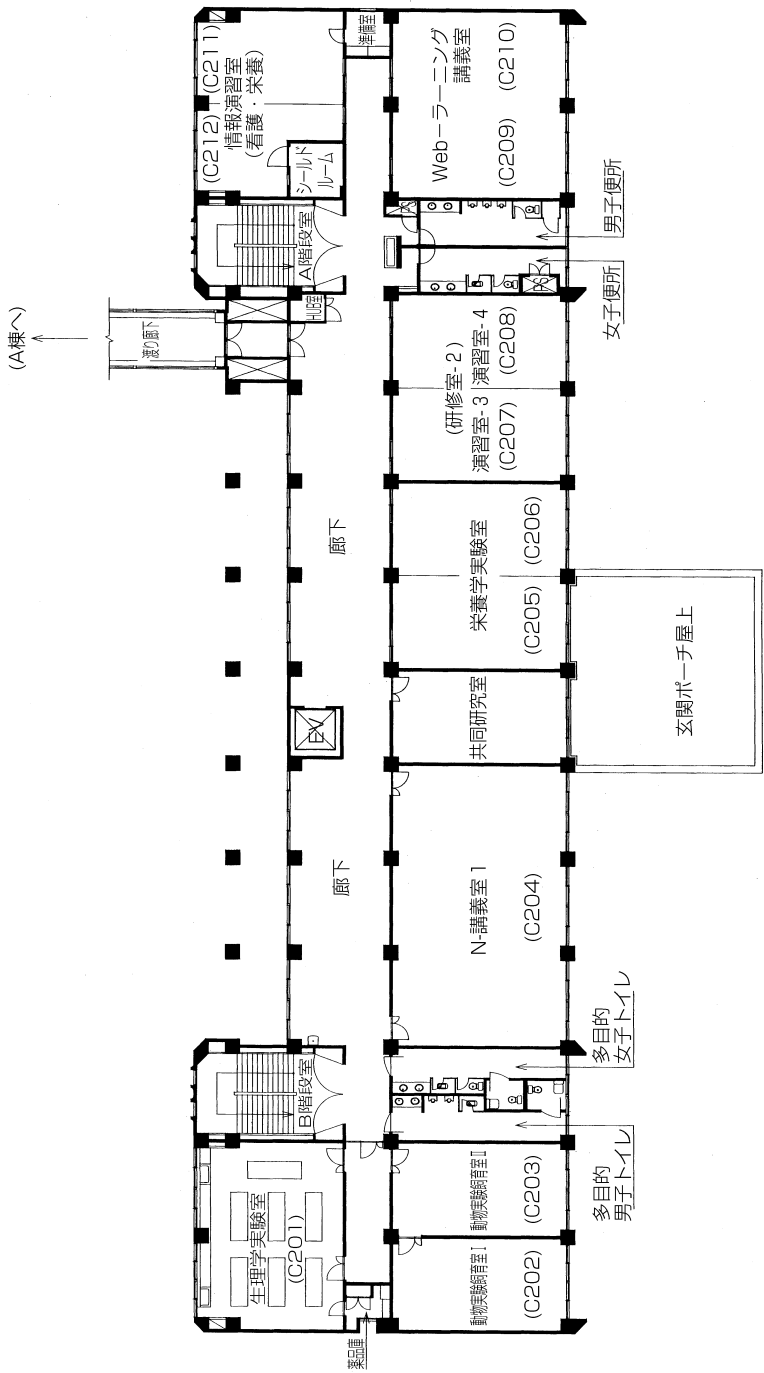 (A棟へ)
渡り廊下
(C212) (C211)
情報演習室
(看護・栄養)
準備室
シールド
ルーム
A階段室
HUB室
PS
Web－ラーニング
講義室
(C209) (C210)
男子便所
女子便所
PS
(研修室-2)
演習室-3 演習室-4
(C207) (C208)
廊下
栄養学実験室
(C205) (C206)
共同研究室
玄関ポーチ屋上
EV
廊下
N-講義室1
(C204)
多目的
女子トイレ
B階段室
多目的
男子トイレ
生理学実験室
(C201)
動物実験飼育室Ⅱ
(C203)
動物実験飼育室Ⅰ
(C202)
薬品庫